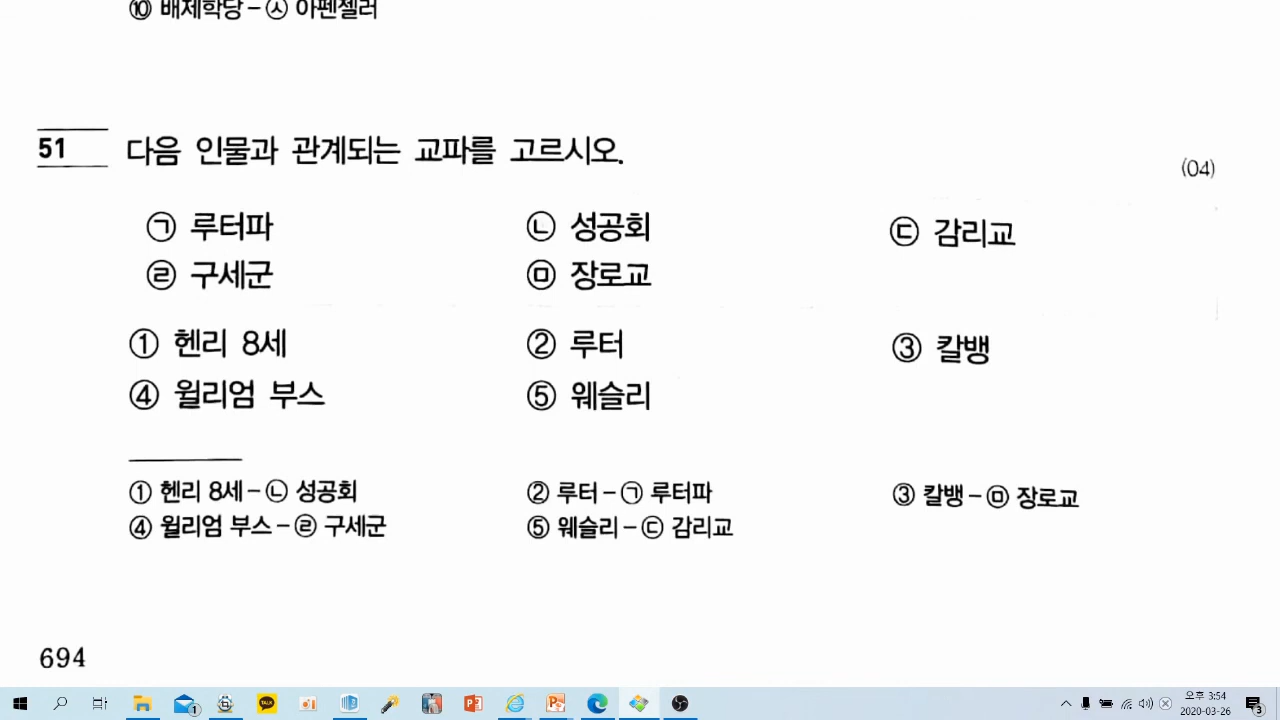 ⑩ 배제학당 – ㉦ 아펜젤러
51 다음 인물과 관계되는 교파를 고르시오.
(04)
㉠ 루터파 ㉡ 성공회 ㉢ 감리교
㉣ 구세군 ㉤ 장로교
① 헨리 8세 ② 루터 ③ 칼뱅
④ 윌리엄 부스 ⑤ 웨슬리
① 헨리 8세 – ㉡ 성공회 ② 루터 – ㉠ 루터파 ③ 칼뱅 – ㉤ 장로교
④ 윌리엄 부스 – ㉣ 구세군 ⑤ 웨슬리 – ㉢ 감리교
694
오후 3:54
2020-03-26